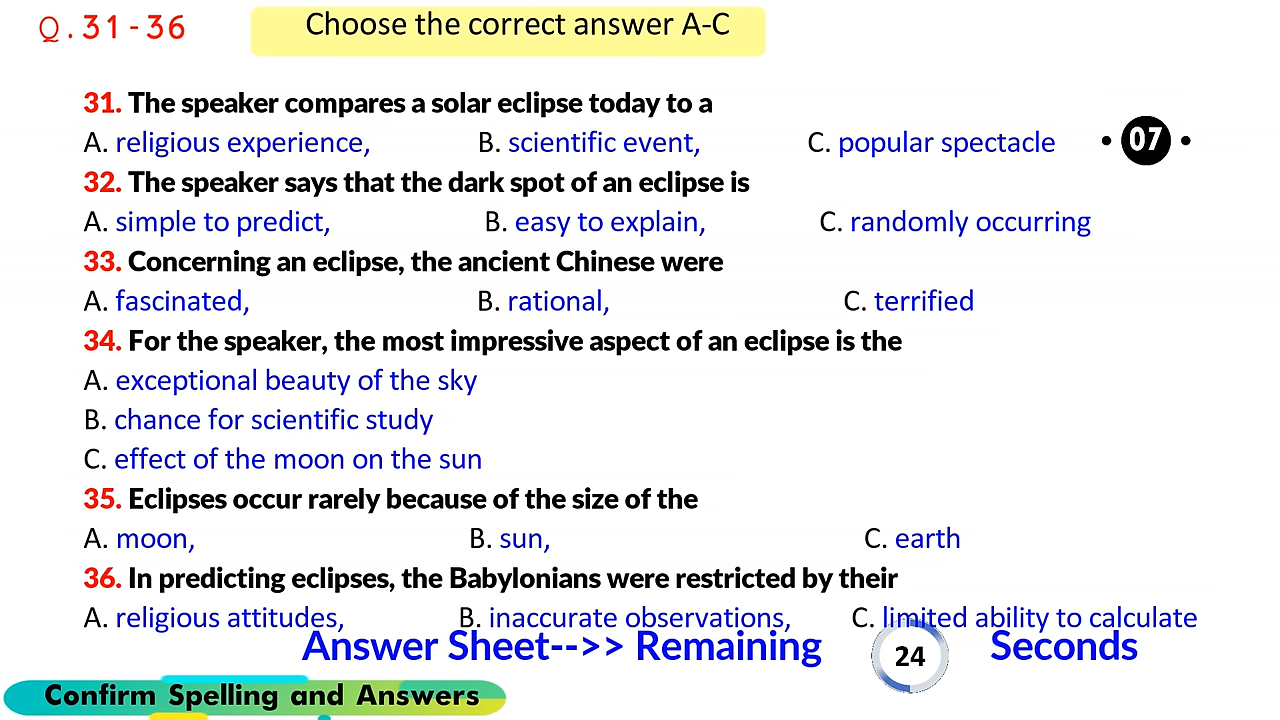 Q.31-36 Choose the correct answer A-C
31. The speaker compares a solar eclipse today to a
A. religious experience, B. scientific event, C. popular spectacle • 07 •
32. The speaker says that the dark spot of an eclipse is
A. simple to predict, B. easy to explain, C. randomly occurring
33. Concerning an eclipse, the ancient Chinese were
A. fascinated, B. rational, C. terrified
34. For the speaker, the most impressive aspect of an eclipse is the
A. exceptional beauty of the sky
B. chance for scientific study
C. effect of the moon on the sun
35. Eclipses occur rarely because of the size of the
A. moon, B. sun, C. earth
36. In predicting eclipses, the Babylonians were restricted by their
A. religious attitudes, B. inaccurate observations, C. limited ability to calculate
Answer Sheet-->> Remaining 24 Seconds
Confirm Spelling and Answers